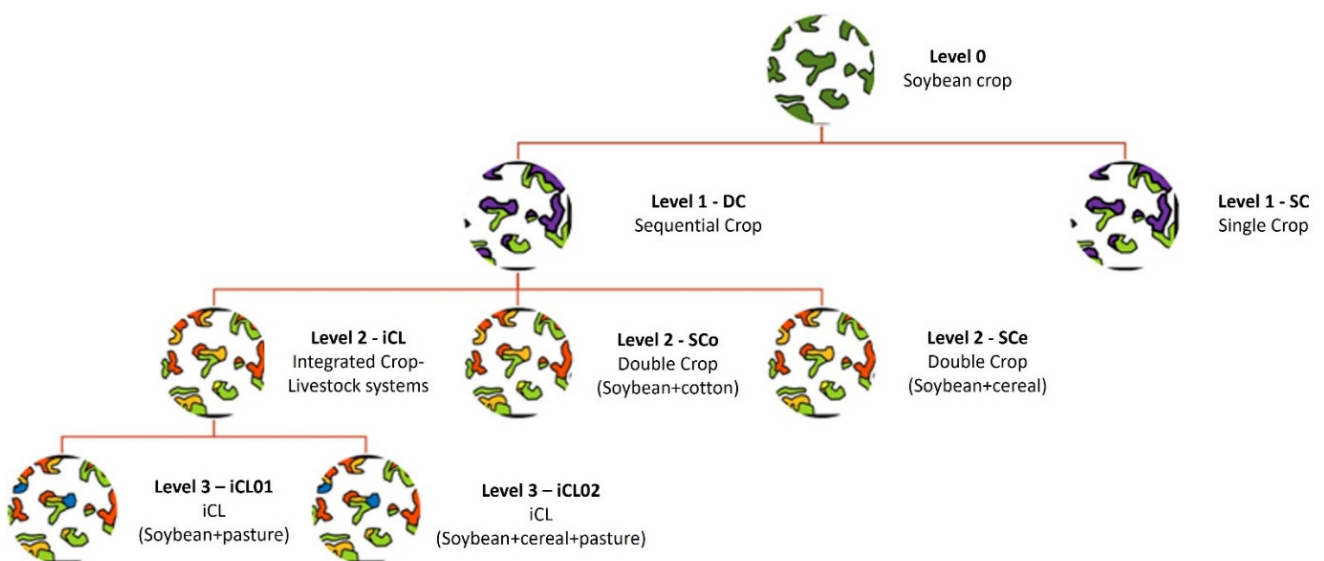 Level 0
Soybean crop
Level 1 - DC
Sequential Crop
Level 1 - SC
Single Crop
Level 2 - iCL
Integrated Crop-
Livestock systems
Level 2 - SCo
Double Crop
(Soybean+cotton)
Level 2 - SCe
Double Crop
(Soybean+cereal)
Level 3 – iCL01
iCL
(Soybean+pasture)
Level 3 – iCL02
iCL
(Soybean+cereal+pasture)